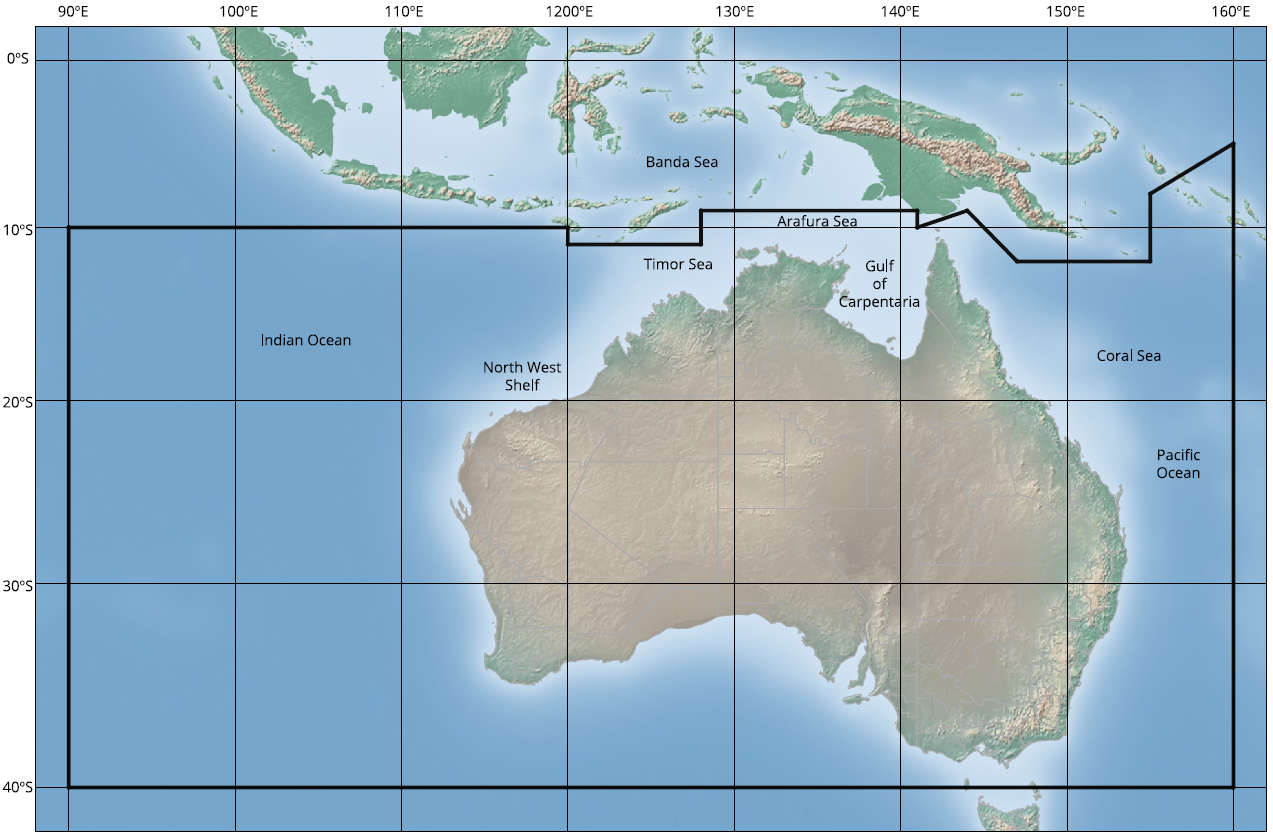 90°E 100°E 110°E 120°E 130°E 140°E 150°E 160°E
0°S
Banda Sea
Arafura Sea
10°S
Timor Sea
Gulf
of
Carpentaria
Indian Ocean
Coral Sea
North West
Shelf
20°S
Pacific
Ocean
30°S
40°S